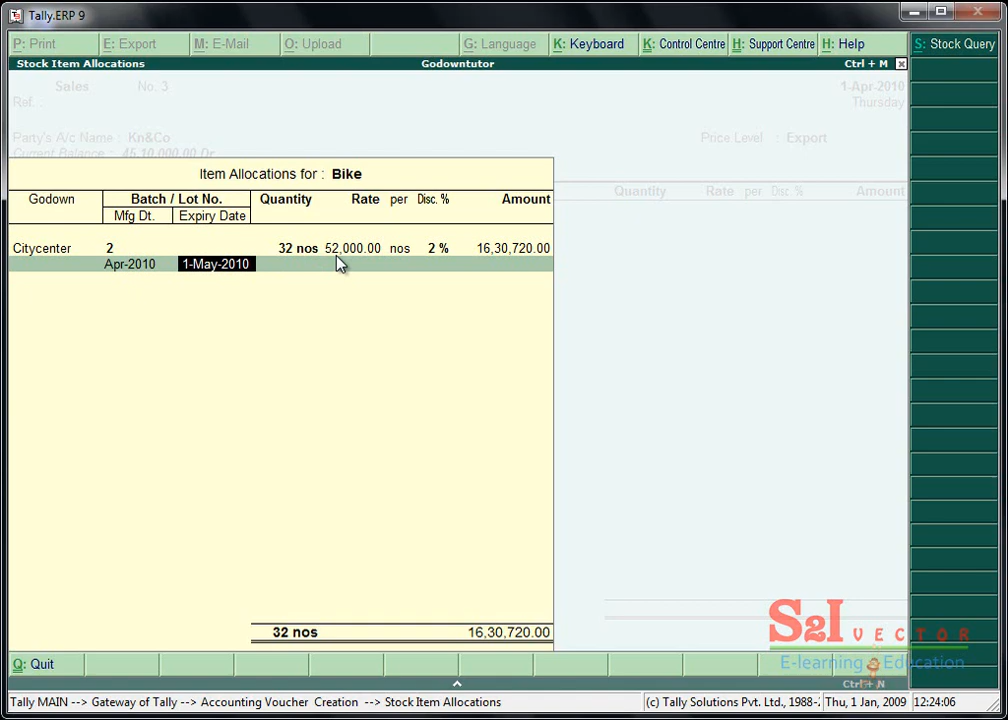 Tally.ERP 9
P: Print E: Export M: E-Mail O: Upload G: Language K: Keyboard K: Control Centre H: Support Centre H: Help S: Stock Query
Stock Item Allocations Godowntutor Ctrl + M
Sales No. 3 1-Apr-2010
Ref. : Thursday
Party's A/c Name : Kn&Co Price Level : Export
Current Balance : 45,10,000.00 Dr
Item Allocations for : Bike
Quantity Rate per Disc. % Amount
Godown Batch / Lot No. Quantity Rate per Disc. % Amount
Mfg Dt. Expiry Date
Citycenter 2 32 nos 52,000.00 nos 2 % 16,30,720.00
Apr-2010 1-May-2010
32 nos 16,30,720.00
S2I VECTOR
E-learning Education
Q: Quit
Ctrl + N
Tally MAIN --> Gateway of Tally --> Accounting Voucher Creation --> Stock Item Allocations (c) Tally Solutions Pvt. Ltd., 1988- Thu, 1 Jan, 2009 12:24:06